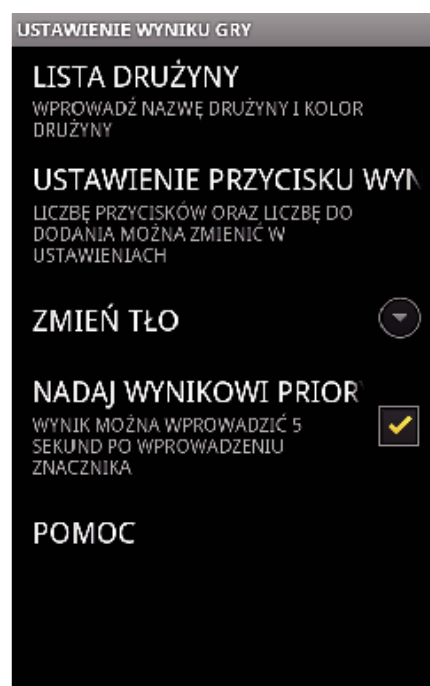 USTAWIENIE WYNIKU GRY
LISTA DRUŻYNY
WPROWADŹ NAZWĘ DRUŻYNY I KOLOR
DRUŻYNY
USTAWIENIE PRZYCISKU
LICZBĘ PRZYCISKÓW ORAZ LICZBĘ DO
DODANIA MOŻNA ZMIENIĆ W
USTAWIENIACH
ZMIEŃ TŁO
NADAJ WYNIKOWI PRIOR
WYNIK MOŻNA WPROWADZIĆ 5
SEKUND PO WPROWADZENIU
ZNACZNIKA
POMOC